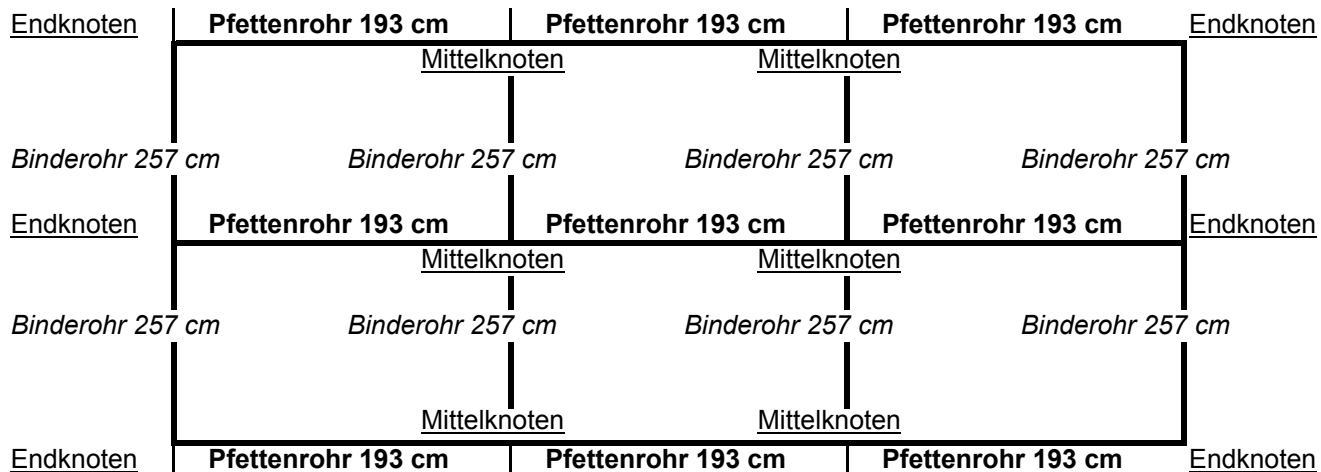 Endknoten Pfettenrohr 193 cm Pfettenrohr 193 cm Pfettenrohr 193 cm Endknoten
Mittelknoten Mittelknoten
Binderohr 257 cm Binderohr 257 cm Binderohr 257 cm Binderohr 257 cm
Endknoten Pfettenrohr 193 cm Pfettenrohr 193 cm Pfettenrohr 193 cm Endknoten
Mittelknoten Mittelknoten
Binderohr 257 cm Binderohr 257 cm Binderohr 257 cm Binderohr 257 cm
Mittelknoten Mittelknoten
Endknoten Pfettenrohr 193 cm Pfettenrohr 193 cm Pfettenrohr 193 cm Endknoten